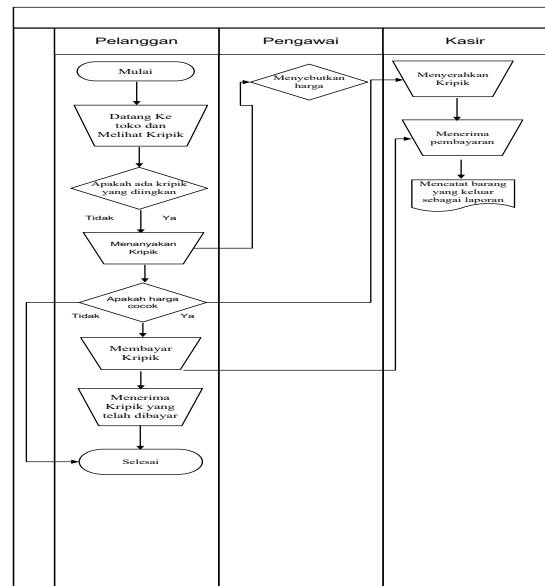 Pelanggan
Pengawai
Kasir
Mulai
Datang Ke
toko dan
Melihat Kripik
Apakah ada kripik
yang diingkan
Tidak
Ya
Menanyakan
Kripik
Apakah harga
cocok
Tidak
Ya
Membayar
Kripik
Menerima
Kripik yang
telah dibayar
Selesai
Menyebutkan
harga
Menyerahkan
Kripik
Menerima
pembayaran
Mencatat barang
yang keluar
sebagai laporan